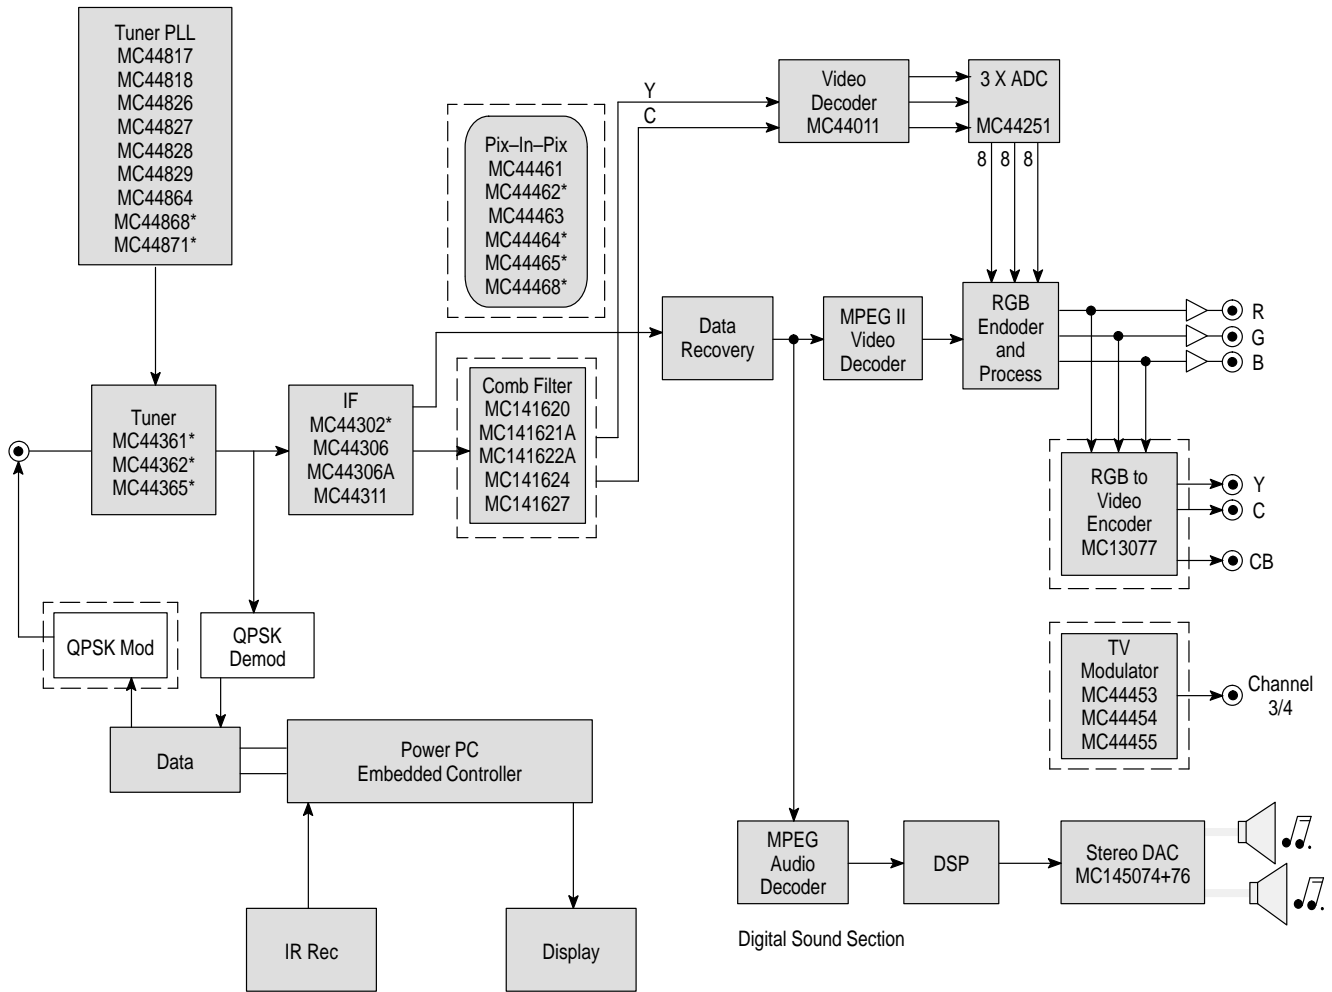 Tuner PLL
MC44817
MC44818
MC44826
MC44827
MC44828
MC44829
MC44864
MC44868*
MC44871*
Pix–In–Pix
MC44461
MC44462*
MC44463
MC44464*
MC44465*
MC44468*
Y
C
Video
Decoder
MC44011
3 X ADC
MC44251
8
8
8
Data
Recovery
MPEG II
Video
Decoder
RGB
Endoder
and
Process
R
G
B
Tuner
MC44361*
MC44362*
MC44365*
IF
MC44302*
MC44306
MC44306A
MC44311
Comb Filter
MC141620
MC141621A
MC141622A
MC141624
MC141627
RGB to
Video
Encoder
MC13077
Y
C
CB
QPSK Mod
QPSK
Demod
TV
Modulator
MC44453
MC44454
MC44455
Channel
3/4
Data
Power PC
Embedded Controller
MPEG
Audio
Decoder
DSP
Stereo DAC
MC145074+76
IR Rec
Display
Digital Sound Section